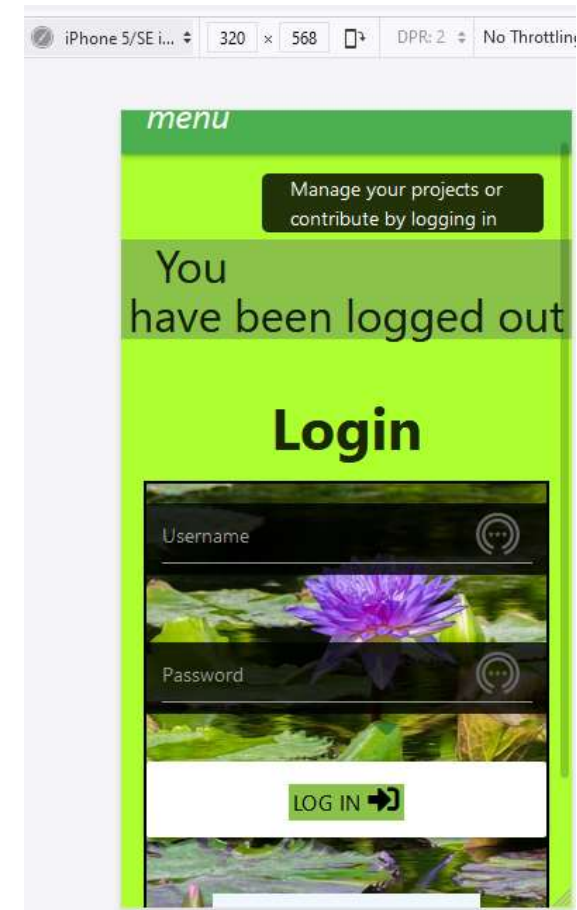 iPhone 5/SE i... 320 × 568 DPR: 2 No Throttling
menu
Manage your projects or
contribute by logging in
You
have been logged out
Login
Username
Password
LOG IN